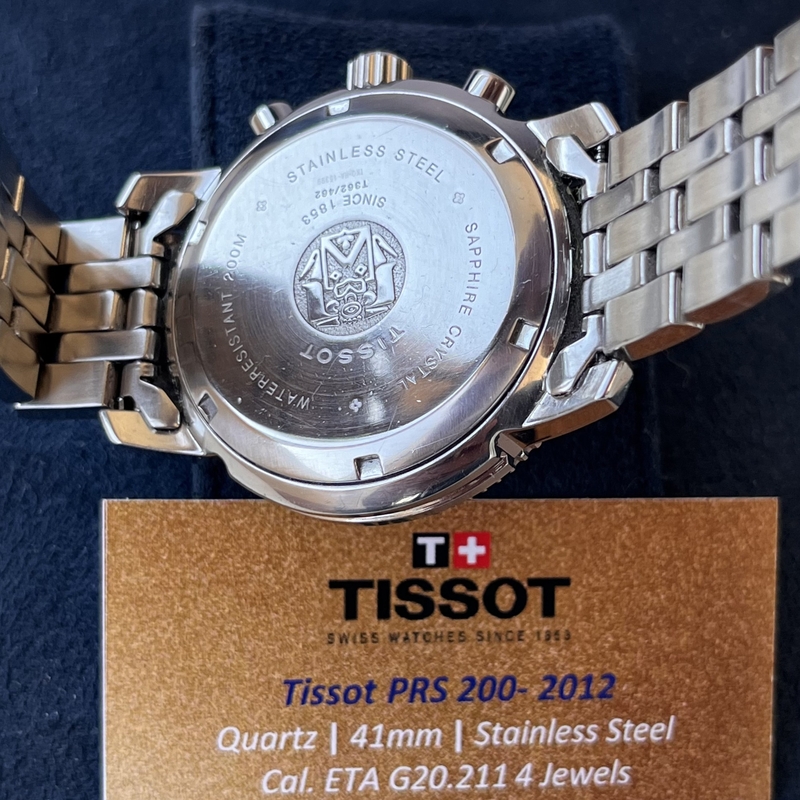 STAINLESS STEEL
T362/462
SINCE 1853
SAPPHIRE CRYSTAL
WATERRESISTANT 200M
TISSOT
T+
TISSOT
SWISS WATCHES SINCE 1853
Tissot PRS 200- 2012
Quartz | 41mm | Stainless Steel
Cal. ETA G20.211 4 Jewels